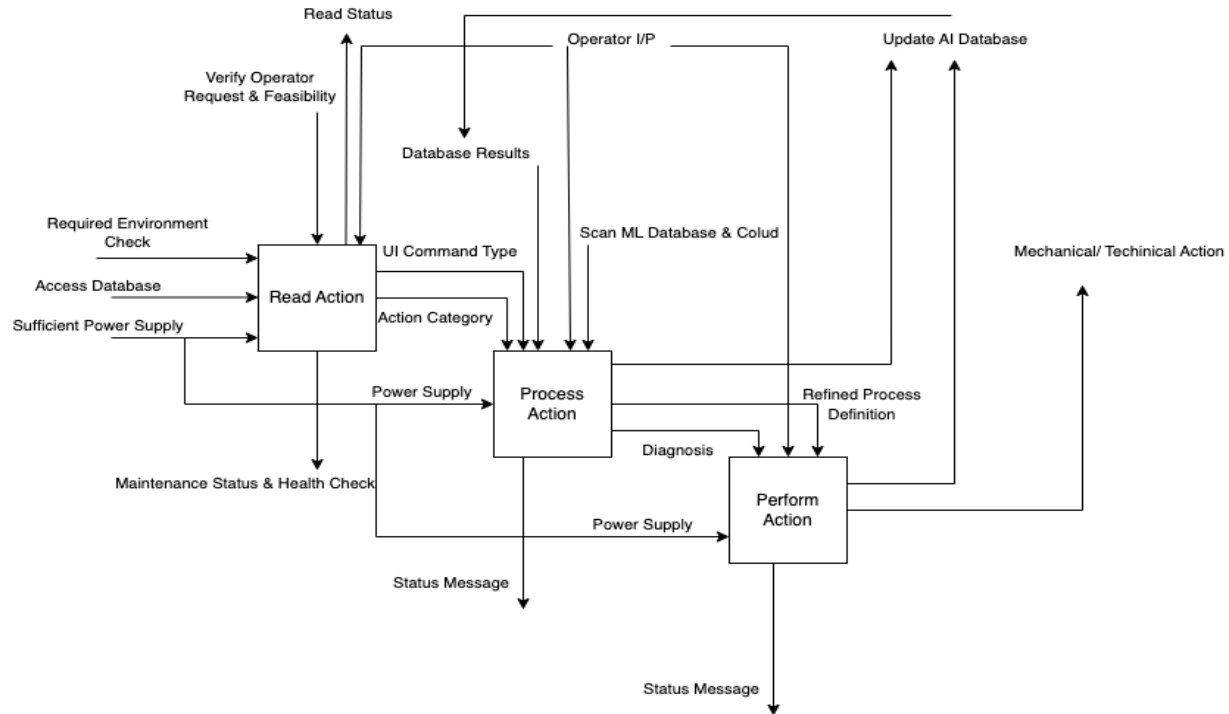 Read Status
Operator I/P
Update AI Database
Verify Operator
Request & Feasibility
Database Results
Required Environment
Check
UI Command Type
Scan ML Database & Colud
Mechanical/ Techinical Action
Access Database
Read Action
Action Category
Sufficient Power Supply
Power Supply
Process
Action
Refined Process
Definition
Diagnosis
Maintenance Status & Health Check
Perform
Action
Power Supply
Status Message
Status Message